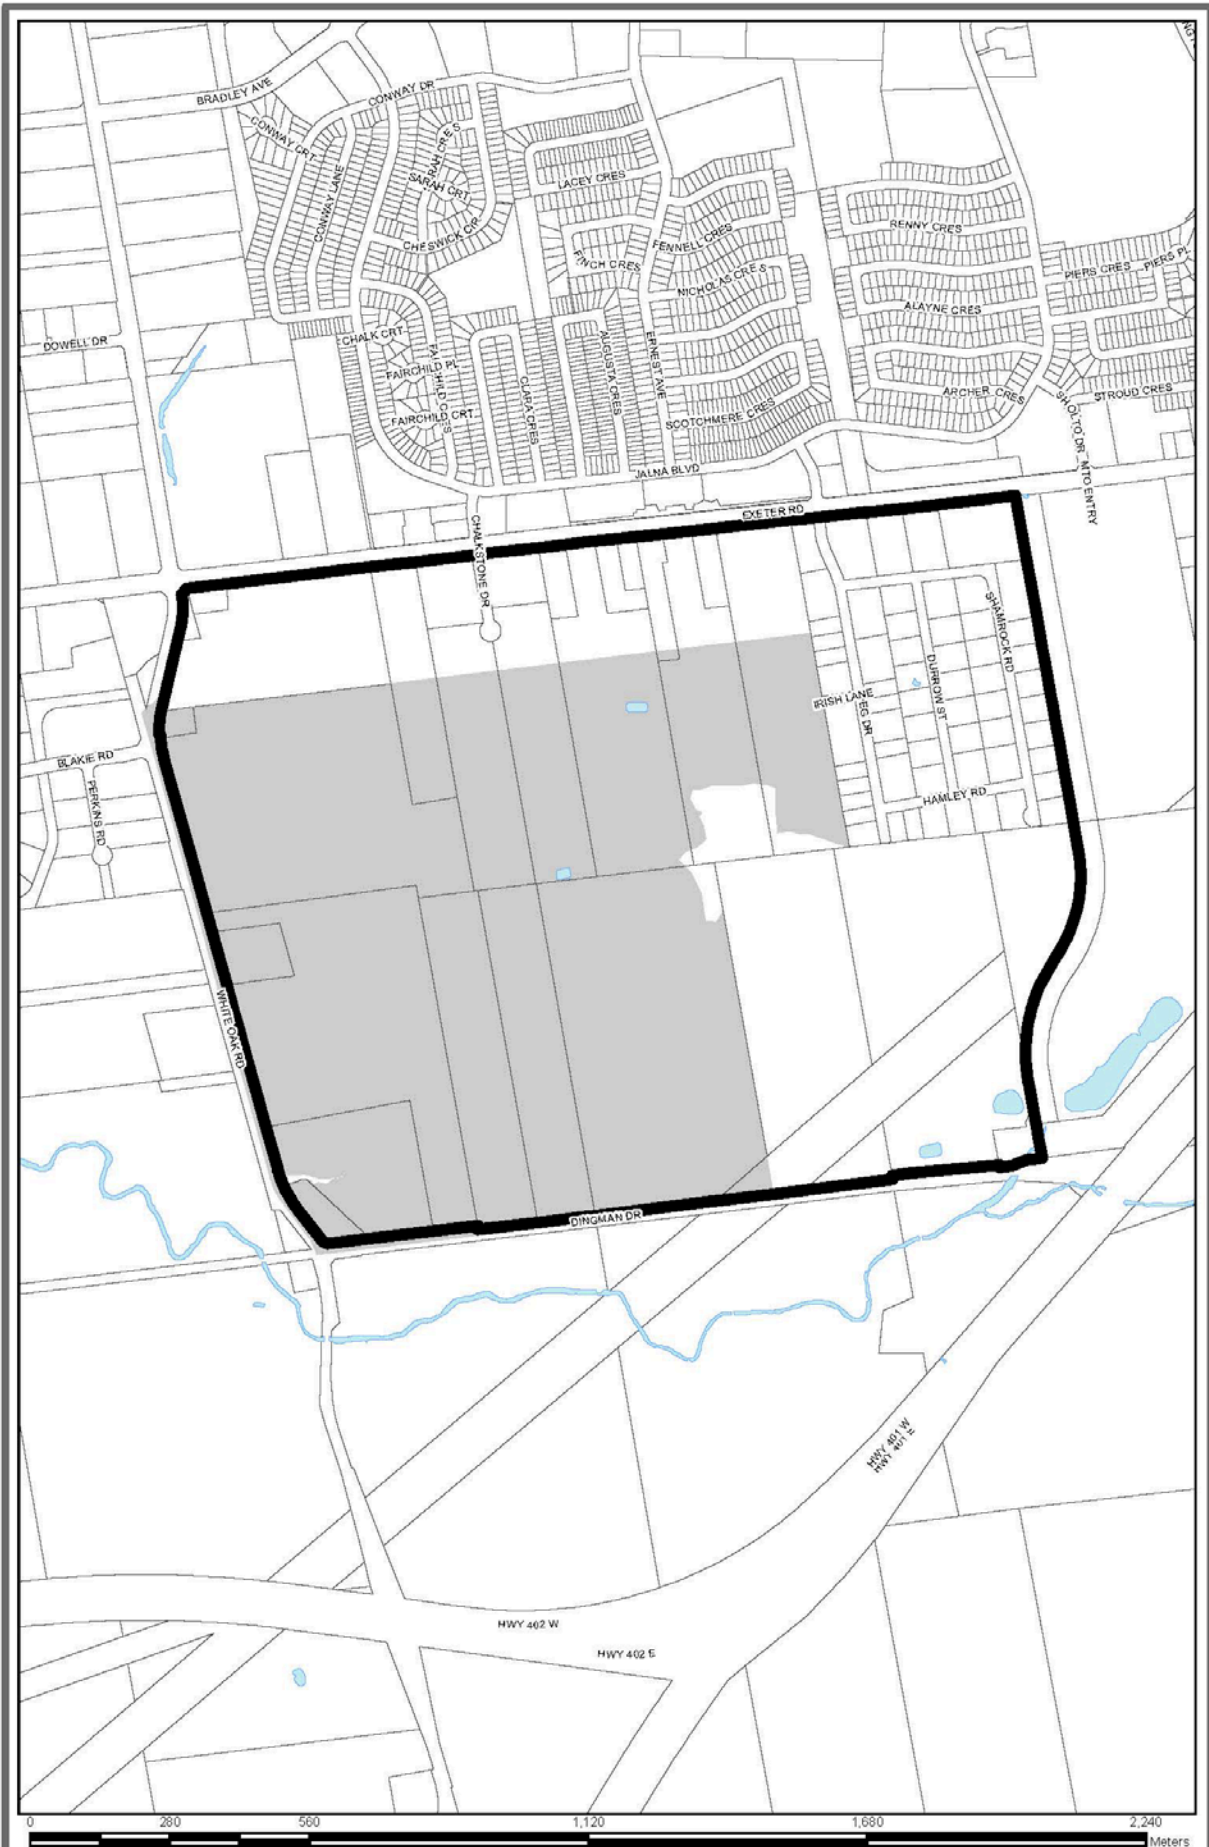 BRADLEY AVE
CONWAY DR
CONWAY CRT
CONWAY LANE
SARAH CRT
CHESWICK CIR
LACEY CRES
FENNELL CRES
FINCH CRES
NICHOLAS CRES
RENNY CRES
PIERS CRES
PIERS PL
ALAYNE CRES
DOWELL DR
CHALK CRT
FAIRCHILD PL
FAIRCHILD CRES
FAIRCHILD CRT
CLARA CRES
AUGUSTA CRES
ERNEST AVE
SCOTCHMERE CRES
ARCHER CRES
STROUD CRES
SHOLTO DR
MTO ENTRY
JALNA BLVD
EXETER RD
CHALKSTONE DR
SHAMROCK RD
DURROW ST
IRISH LANE
HAMLEY RD
BLAKIE RD
PERKINS RD
WHITE OAK RD
DINGMAN DR
HWY 401 W
HWY 401 E
HWY 402 W
HWY 402 E
0 280 560 1,120 1,680 2,240
Meters